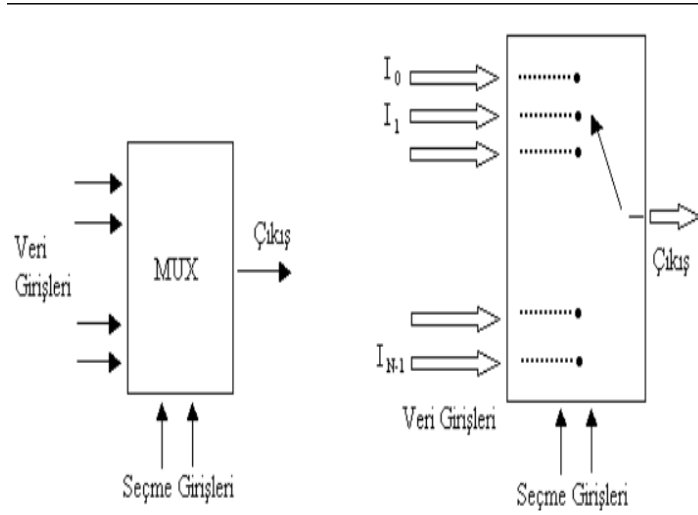 Veri
Girişleri
MUX
Çıkış
Seçme Girişleri
I0
I1
IN-1
Veri Girişleri
Çıkış
Seçme Girişleri